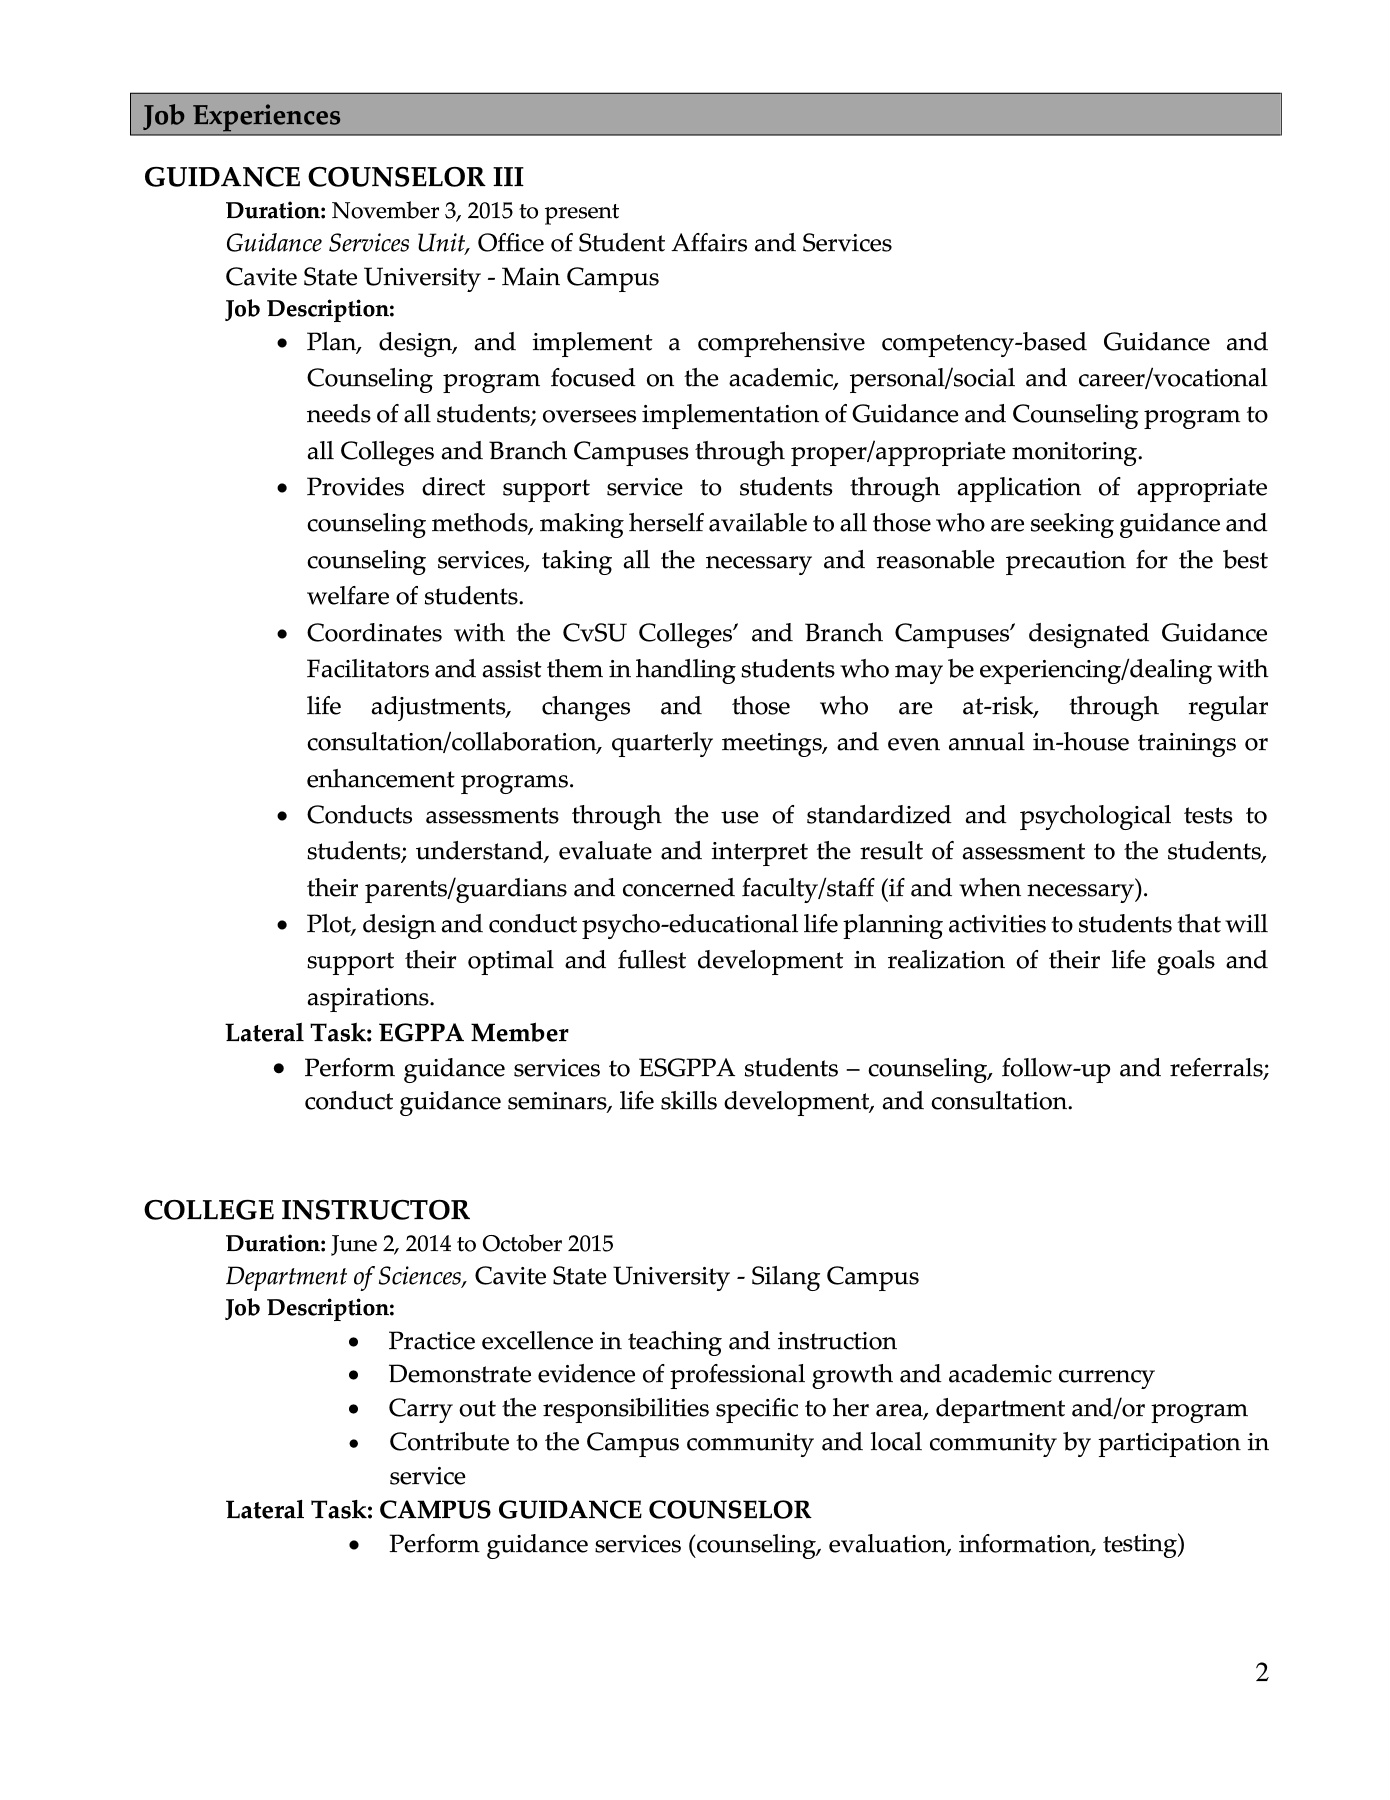 Job Experiences
GUIDANCE COUNSELOR III
Duration: November 3, 2015 to present
Guidance Services Unit, Office of Student Affairs and Services
Cavite State University - Main Campus
Job Description:
• Plan, design, and implement a comprehensive competency-based Guidance and
Counseling program focused on the academic, personal/social and career/vocational
needs of all students; oversees implementation of Guidance and Counseling program to
all Colleges and Branch Campuses through proper/appropriate monitoring.
• Provides direct support service to students through application of appropriate
counseling methods, making herself available to all those who are seeking guidance and
counseling services, taking all the necessary and reasonable precaution for the best
welfare of students.
• Coordinates with the CvSU Colleges’ and Branch Campuses’ designated Guidance
Facilitators and assist them in handling students who may be experiencing/dealing with
life adjustments, changes and those who are at-risk, through regular
consultation/collaboration, quarterly meetings, and even annual in-house trainings or
enhancement programs.
• Conducts assessments through the use of standardized and psychological tests to
students; understand, evaluate and interpret the result of assessment to the students,
their parents/guardians and concerned faculty/staff (if and when necessary).
• Plot, design and conduct psycho-educational life planning activities to students that will
support their optimal and fullest development in realization of their life goals and
aspirations.
Lateral Task: EGPPA Member
• Perform guidance services to ESGPPA students – counseling, follow-up and referrals;
conduct guidance seminars, life skills development, and consultation.
COLLEGE INSTRUCTOR
Duration: June 2, 2014 to October 2015
Department of Sciences, Cavite State University - Silang Campus
Job Description:
• Practice excellence in teaching and instruction
• Demonstrate evidence of professional growth and academic currency
• Carry out the responsibilities specific to her area, department and/or program
• Contribute to the Campus community and local community by participation in
service
Lateral Task: CAMPUS GUIDANCE COUNSELOR
• Perform guidance services (counseling, evaluation, information, testing)
2